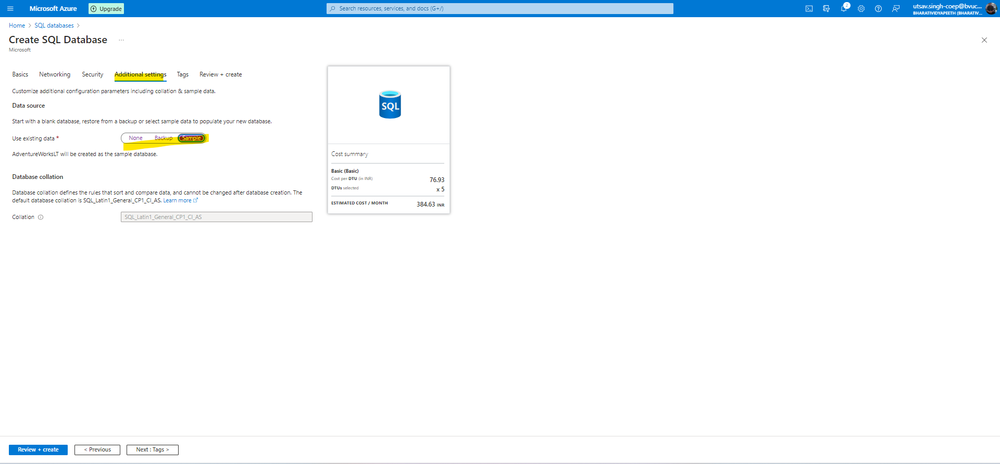 Microsoft Azure
Upgrade
Search resources, services, and docs (G+/)
2
utsav.singh-coep@bvuc...
BHARATIVIDYAPEETH (BHARATIV...
Home > SQL databases >
Create SQL Database ...
Microsoft
Basics Networking Security Additional settings Tags Review + create
Customize additional configuration parameters including collation & sample data.
Data source
Start with a blank database, restore from a backup or select sample data to populate your new database.
Use existing data *
None Backup Sample
AdventureWorksLT will be created as the sample database.
Database collation
Database collation defines the rules that sort and compare data, and cannot be changed after database creation. The
default database collation is SQL_Latin1_General_CP1_CI_AS. Learn more
Collation
SQL_Latin1_General_CP1_CI_AS
SQL
Cost summary
Basic (Basic)
Cost per DTU (in INR) 76.93
DTUs selected x 5
ESTIMATED COST / MONTH 384.63 INR
Review + create
< Previous
Next : Tags >